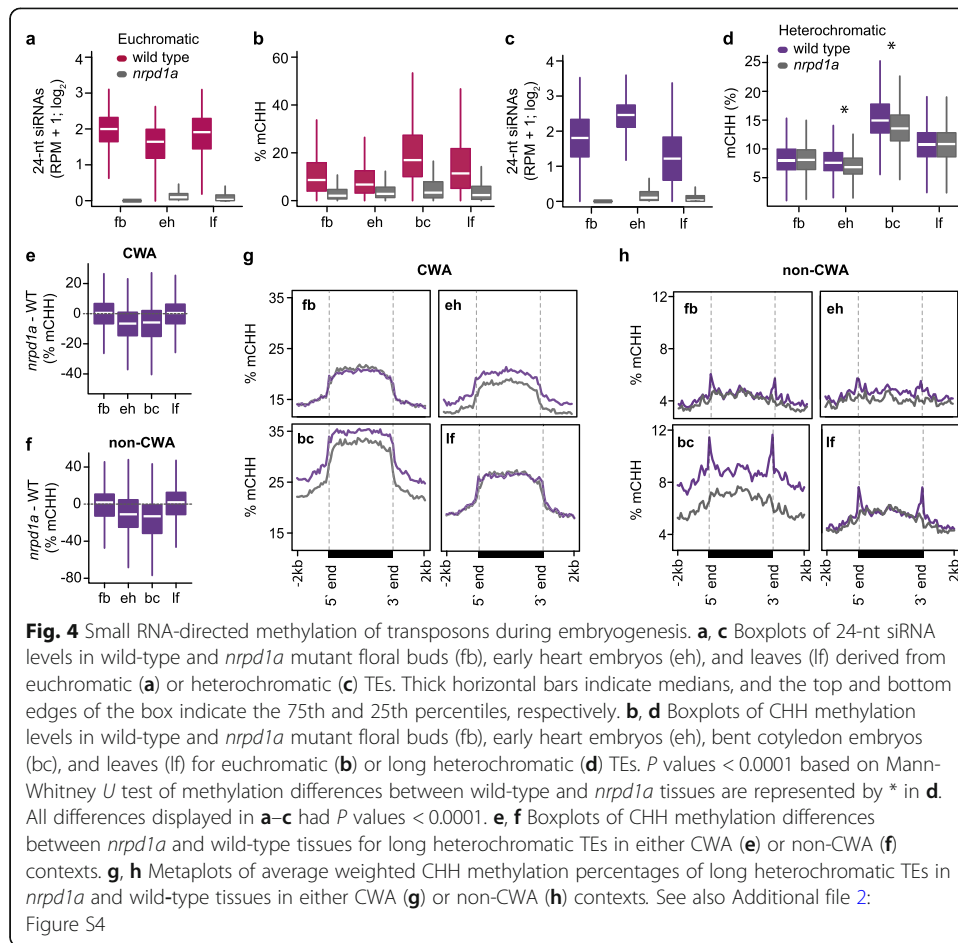 a
Euchromatic
wild type
nrpd1a
24-nt siRNAs
(RPM + 1; log2)
3
2
1
0
fb
eh
lf
b
% mCHH
60
40
20
0
fb
eh
bc
lf
c
24-nt siRNAs
(RPM + 1; log2)
4
3
2
1
0
fb
eh
lf
d
Heterochromatic
wild type
nrpd1a
mCHH (%)
25
20
15
10
5
*
*
fb
eh
bc
lf
e
CWA
nrpd1a - WT
(% mCHH)
20
0
-20
-40
fb
eh
bc
lf
f
non-CWA
nrpd1a - WT
(% mCHH)
40
0
-40
-80
fb
eh
bc
lf
g
CWA
% mCHH
35
25
15
fb
eh
% mCHH
35
25
15
bc
lf
-2kb
5` end
3` end
2kb
-2kb
5` end
3` end
2kb
h
non-CWA
% mCHH
12
8
4
fb
eh
% mCHH
12
8
4
bc
lf
-2kb
5` end
3` end
2kb
-2kb
5` end
3` end
2kb
Fig. 4 Small RNA-directed methylation of transposons during embryogenesis. a, c Boxplots of 24-nt siRNA
levels in wild-type and nrpd1a mutant floral buds (fb), early heart embryos (eh), and leaves (lf) derived from
euchromatic (a) or heterochromatic (c) TEs. Thick horizontal bars indicate medians, and the top and bottom
edges of the box indicate the 75th and 25th percentiles, respectively. b, d Boxplots of CHH methylation
levels in wild-type and nrpd1a mutant floral buds (fb), early heart embryos (eh), bent cotyledon embryos
(bc), and leaves (lf) for euchromatic (b) or long heterochromatic (d) TEs. P values < 0.0001 based on Mann-
Whitney U test of methylation differences between wild-type and nrpd1a tissues are represented by * in d.
All differences displayed in a–c had P values < 0.0001. e, f Boxplots of CHH methylation differences
between nrpd1a and wild-type tissues for long heterochromatic TEs in either CWA (e) or non-CWA (f)
contexts. g, h Metaplots of average weighted CHH methylation percentages of long heterochromatic TEs in
nrpd1a and wild-type tissues in either CWA (g) or non-CWA (h) contexts. See also Additional file 2:
Figure S4